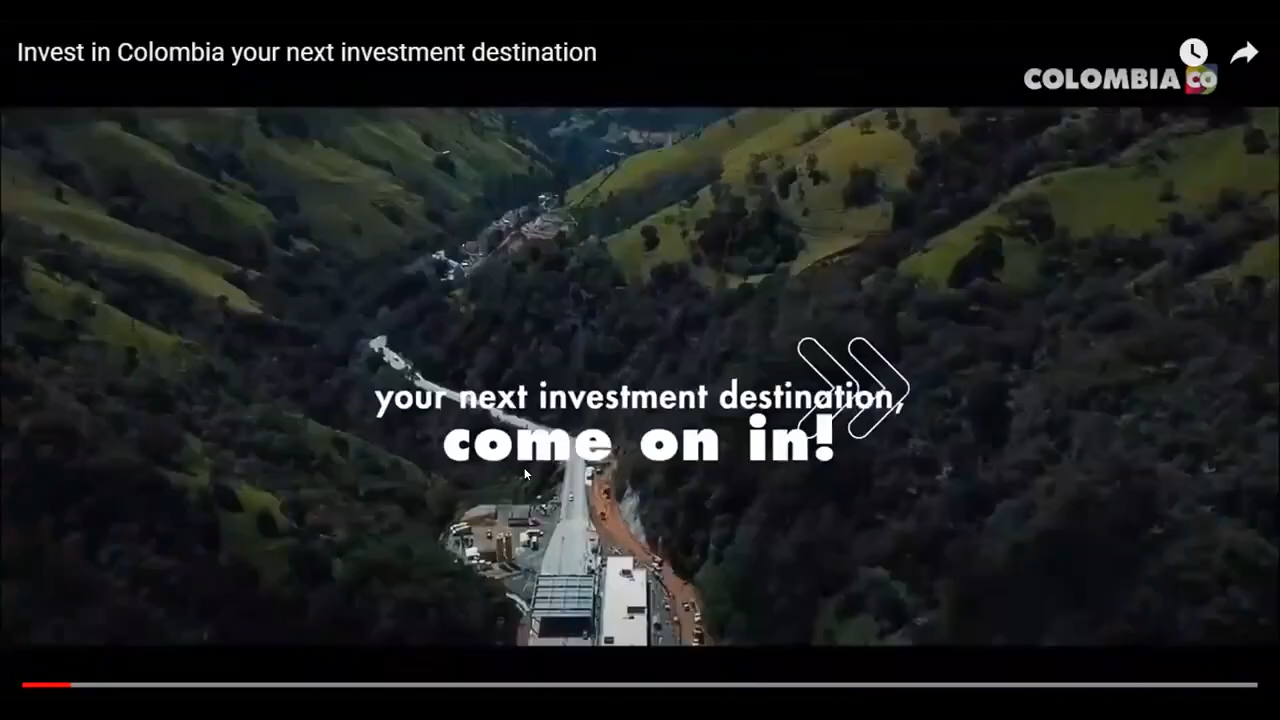 Invest in Colombia your next investment destination
COLOMBIA CO
your next investment destination,
come on in!